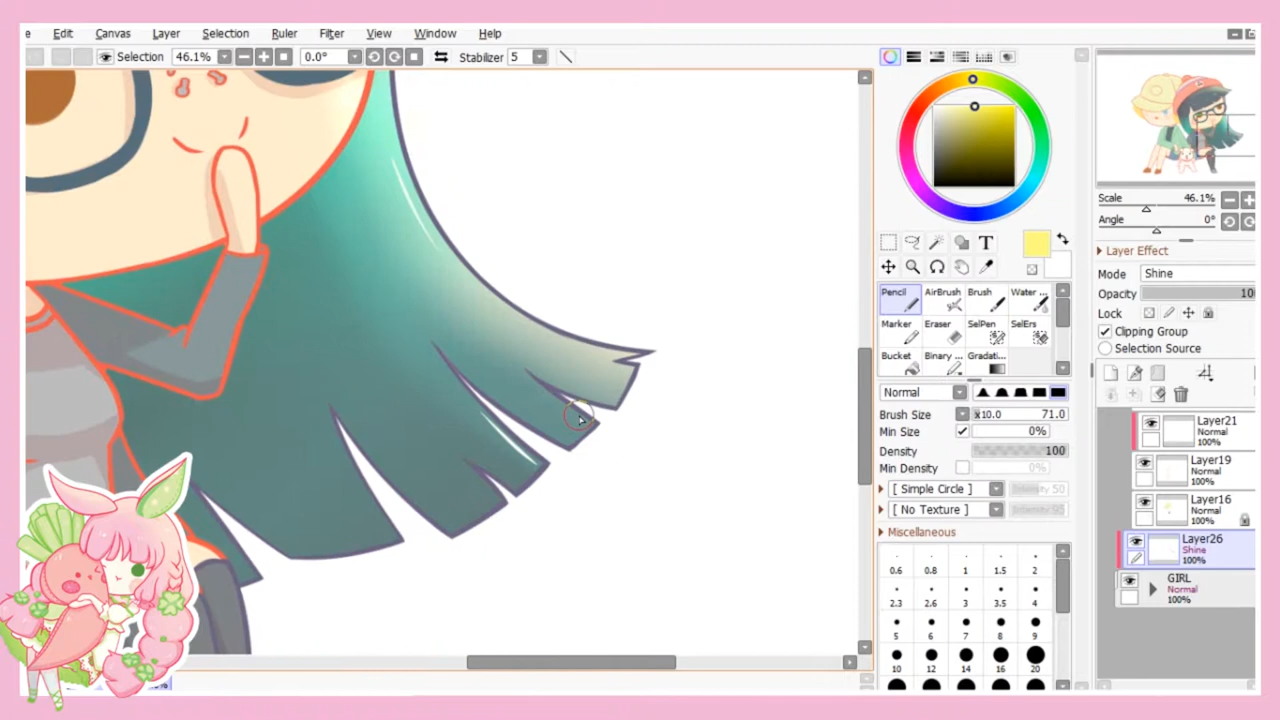 e Edit Canvas Layer Selection Ruler Filter View Window Help
Selection 46.1% 0.0° Stabilizer 5
Scale 46.1%
Angle 0°
Layer Effect
Mode Shine
Opacity 10
Lock
Clipping Group
Selection Source
T
Pencil AirBrush Brush Water ...
Marker Eraser SelPen SelErs
Bucket Binary ... Gradati...
Normal
Brush Size x10.0 71.0
Min Size 0%
Density 100
Min Density 0%
[ Simple Circle ] Intensity 50
[ No Texture ] Intensity 95
Miscellaneous
0.6 0.8 1 1.5 2
2.3 2.6 3 3.5 4
5 6 7 8 9
10 12 14 16 20
Layer21
Normal
100%
Layer19
Normal
100%
Layer16
Normal
100%
Layer26
Shine
100%
GIRL
Normal
100%